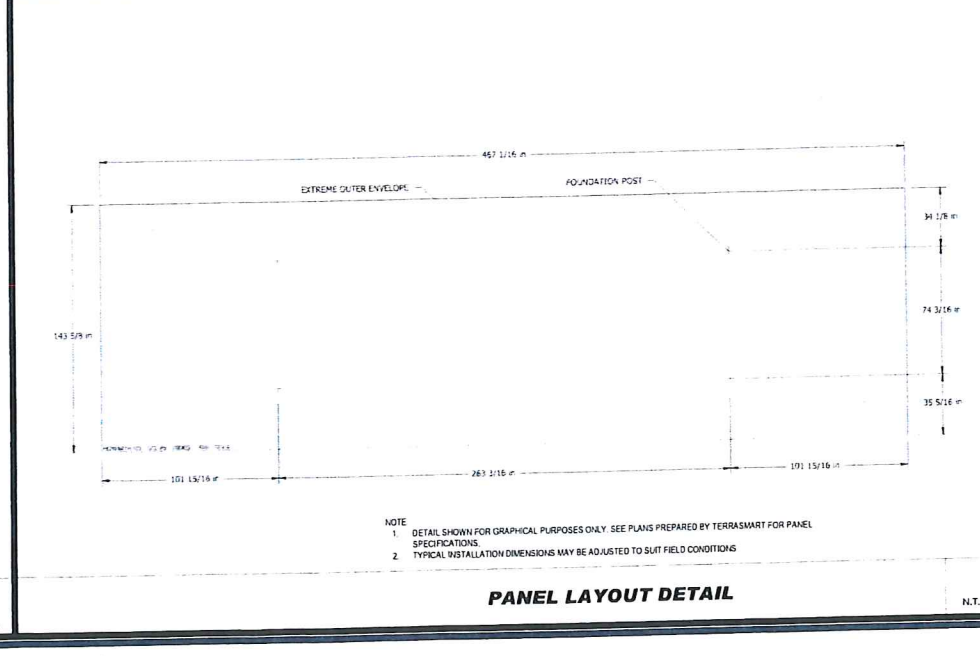 467 1/16 in
EXTREME OUTER ENVELOPE
FOUNDATION POST
34 1/8 in
74 3/16 in
143 5/8 in
35 5/16 in
101 15/16 in
263 3/16 in
101 15/16 in
NOTE
1. DETAIL SHOWN FOR GRAPHICAL PURPOSES ONLY. SEE PLANS PREPARED BY TERRASMART FOR PANEL
SPECIFICATIONS.
2. TYPICAL INSTALLATION DIMENSIONS MAY BE ADJUSTED TO SUIT FIELD CONDITIONS
PANEL LAYOUT DETAIL
N.T.